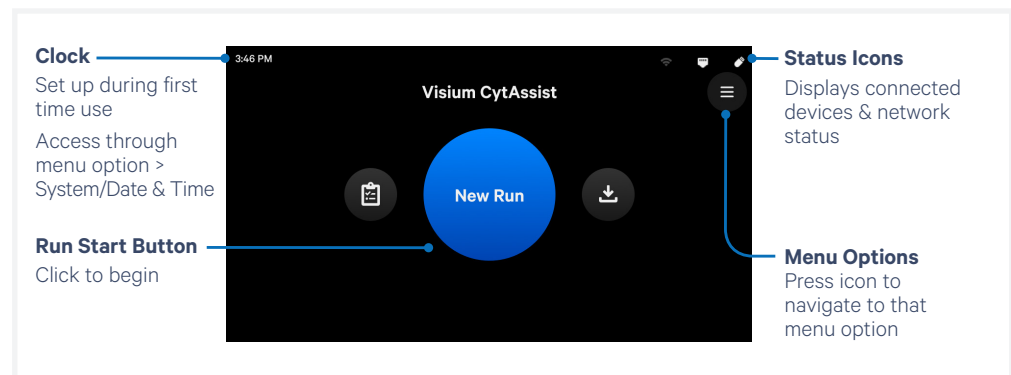 Clock
Set up during first
time use
Access through
menu option >
System/Date & Time
Run Start Button
Click to begin
3:46 PM
Visium CytAssist
New Run
Status Icons
Displays connected
devices & network
status
Menu Options
Press icon to
navigate to that
menu option